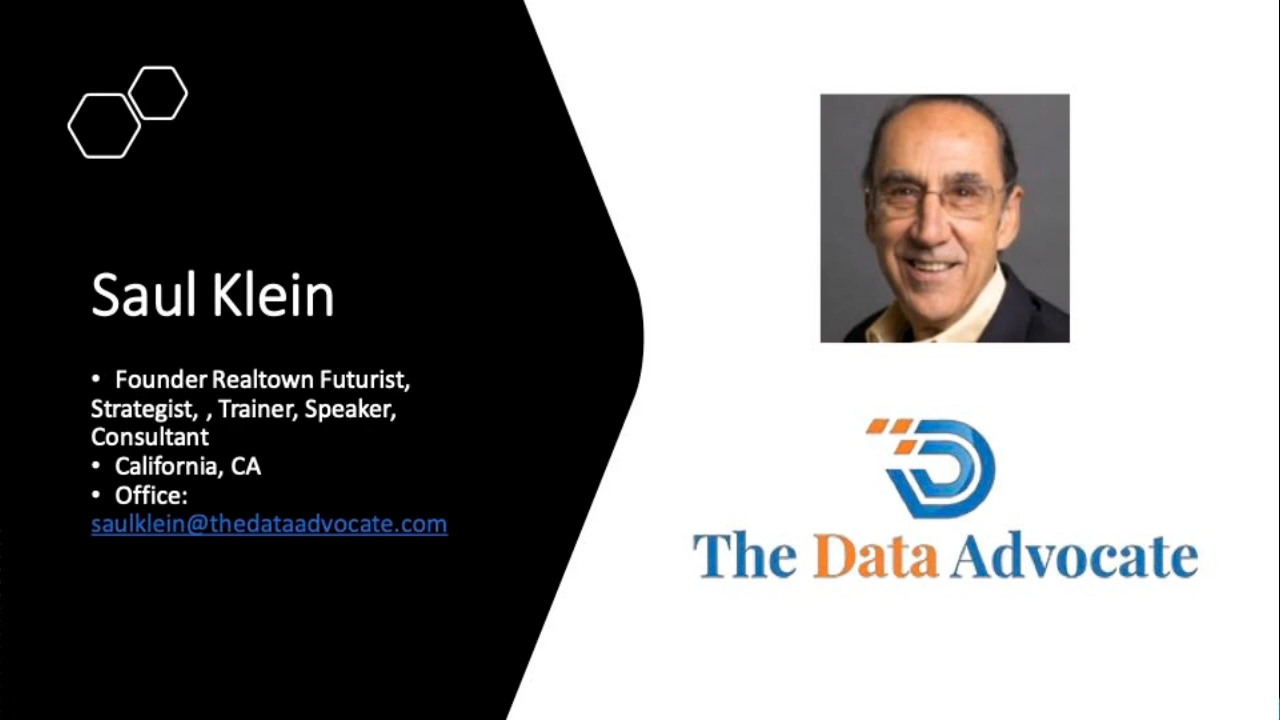 Saul Klein
• Founder Realtown Futurist,
Strategist, , Trainer, Speaker,
Consultant
• California, CA
• Office:
saulklein@thedataadvocate.com
The Data Advocate